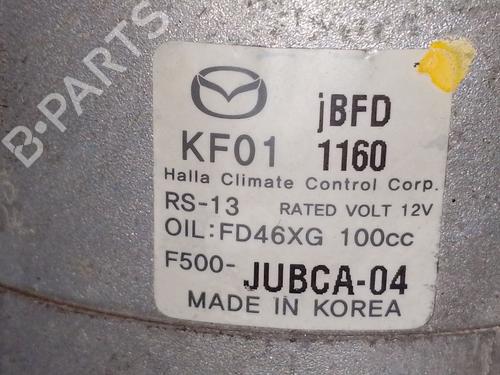 B-PARTS
jBFD
KF01 1160
Halla Climate Control Corp.
RS-13 RATED VOLT 12V
OIL:FD46XG 100cc
F500-JUBCA-04
MADE IN KOREA